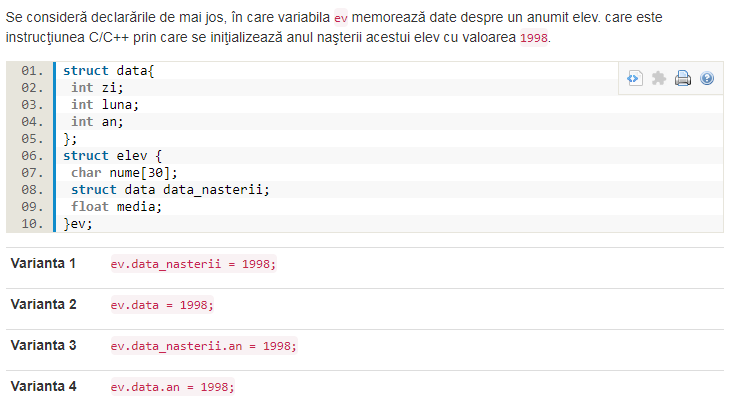 Se consideră declarările de mai jos, în care variabila ev memorează date despre un anumit elev. care este
instrucţiunea C/C++ prin care se iniţializează anul naşterii acestui elev cu valoarea 1998.
01. struct data{
02. int zi;
03. int luna;
04. int an;
05. };
06. struct elev {
07. char nume[30];
08. struct data data_nasterii;
09. float media;
10. }ev;
Varianta 1 ev.data_nasterii = 1998;
Varianta 2 ev.data = 1998;
Varianta 3 ev.data_nasterii.an = 1998;
Varianta 4 ev.data.an = 1998;